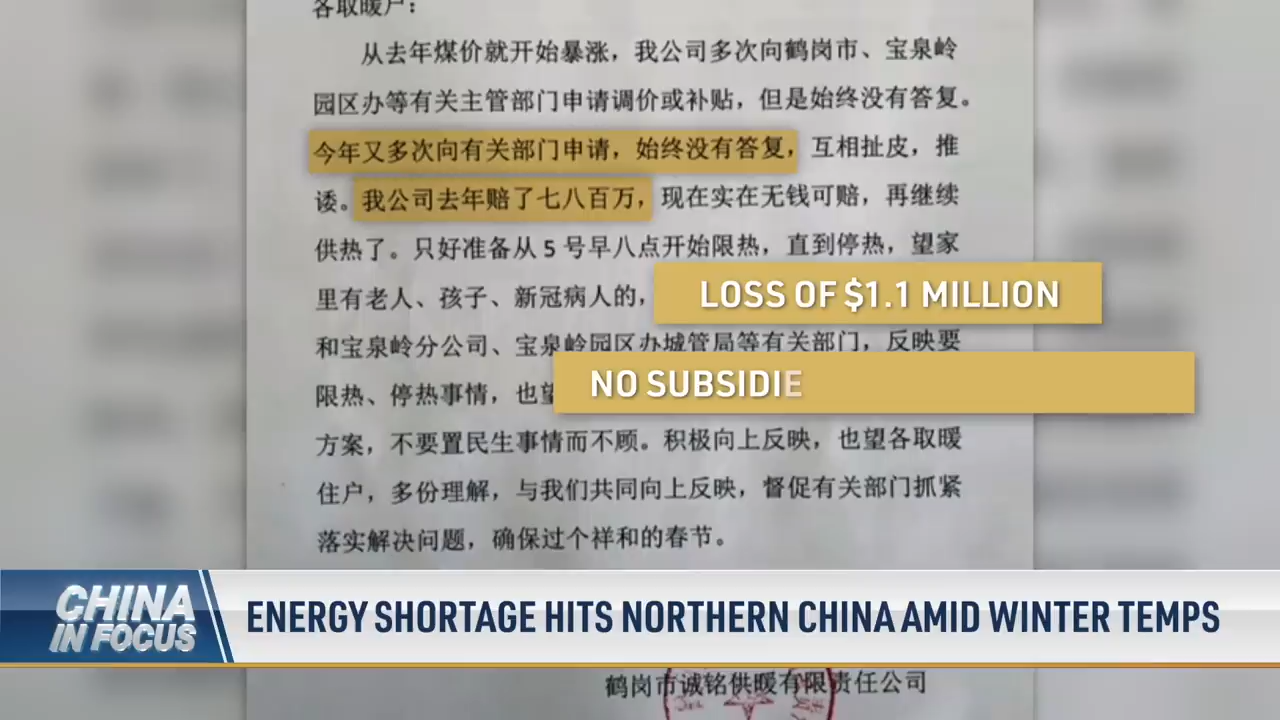 各取暖户：
从去年煤价就开始暴涨，我公司多次向鹤岗市、宝泉岭
园区办等有关主管部门申请调价或补贴，但是始终没有答复。
今年又多次向有关部门申请，始终没有答复，互相扯皮，推
诿。我公司去年赔了七八百万，现在实在无钱可赔，再继续
供热了。只好准备从5号早八点开始限热，直到停热，望家
里有老人、孩子、新冠病人的，
LOSS OF $1.1 MILLION
和宝泉岭分公司、宝泉岭园区办城管局等有关部门，反映要
NO SUBSIDIE
限热、停热事情，也望
方案，不要置民生事情而不顾。积极向上反映，也望各取暖
住户，多份理解，与我们共同向上反映，督促有关部门抓紧
落实解决问题，确保过个祥和的春节。
CHINA
IN FOCUS
ENERGY SHORTAGE HITS NORTHERN CHINA AMID WINTER TEMPS
鹤岗市诚铭供暖有限责任公司